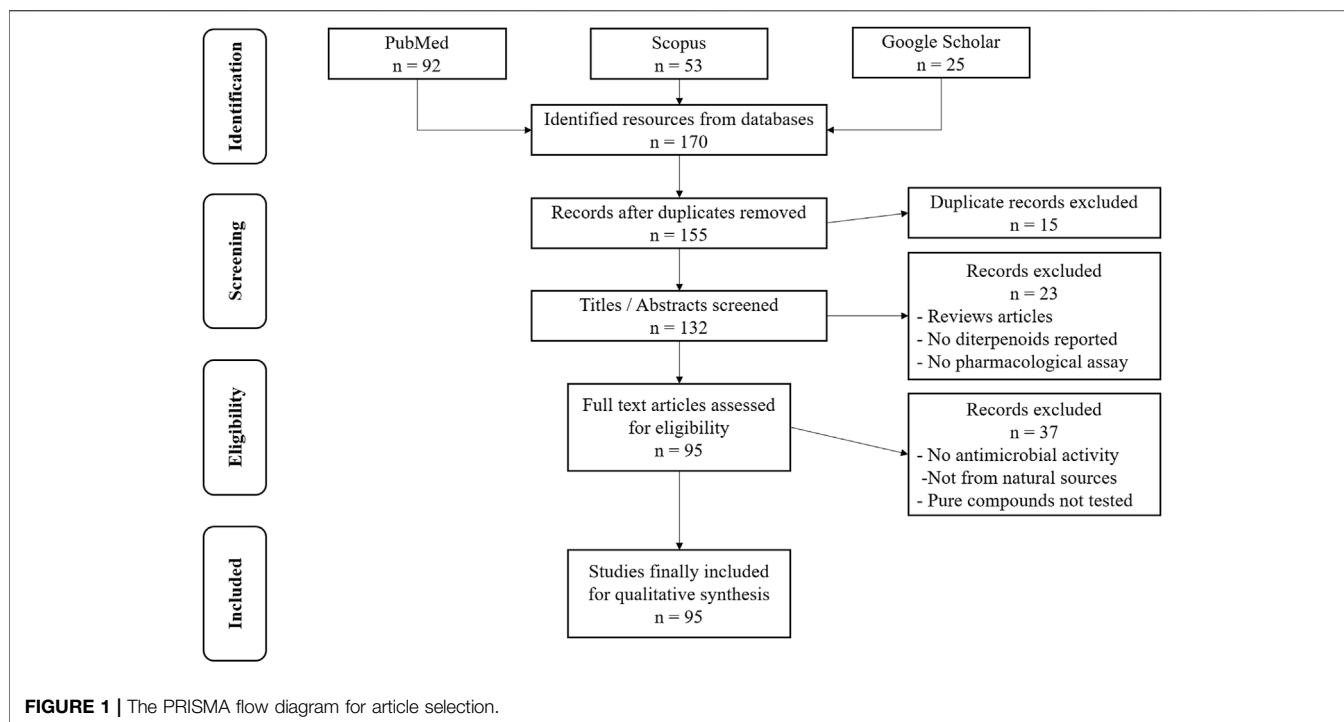 Identification
PubMed
n = 92
Scopus
n = 53
Google Scholar
n = 25
Identified resources from databases
n = 170
Screening
Records after duplicates removed
n = 155
Duplicate records excluded
n = 15
Titles / Abstracts screened
n = 132
Records excluded
n = 23
- Reviews articles
- No diterpenoids reported
- No pharmacological assay
Eligibility
Full text articles assessed
for eligibility
n = 95
Records excluded
n = 37
- No antimicrobial activity
-Not from natural sources
- Pure compounds not tested
Included
Studies finally included
for qualitative synthesis
n = 95
FIGURE 1 | The PRISMA flow diagram for article selection.